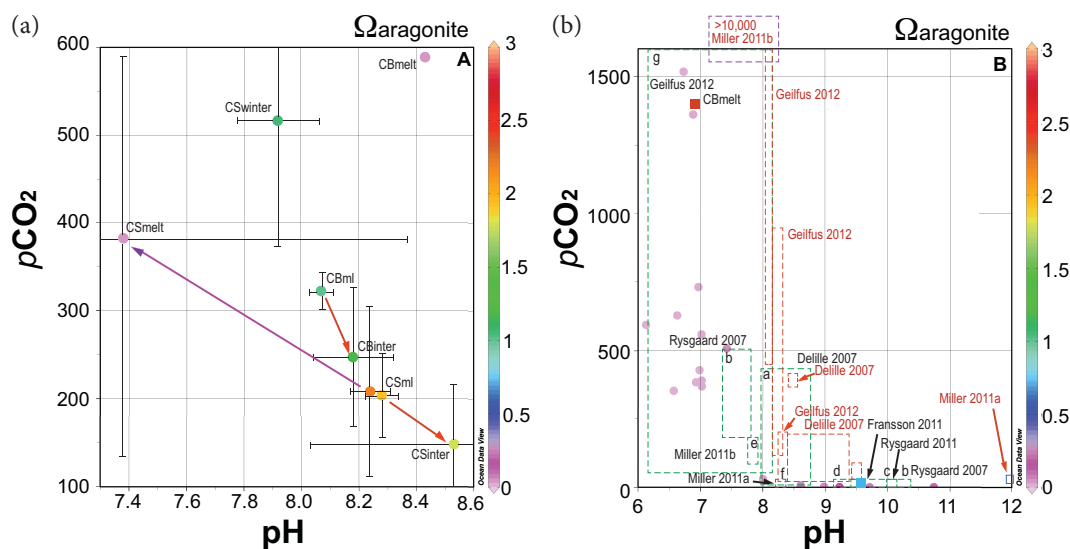 (a)
Ωaragonite
A
600
500
400
300
200
100
pCO2
7.4
7.6
7.8
8.0
8.2
8.4
8.6
pH
CBmelt
CSwinter
CSmelt
CBml
CBinter
CSml
CSinter
Ocean Data View
3
2.5
2
1.5
1
0.5
0
(b)
Ωaragonite
B
>10,000
Miller 2011b
1500
1000
500
0
pCO2
6
7
8
9
10
11
12
pH
g
Geilfus 2012
CBmelt
Geilfus 2012
Geilfus 2012
Rysgaard 2007
b
a
Delille 2007
Delille 2007
Geilfus 2012
Delille 2007
Fransson 2011
Rysgaard 2011
Miller 2011a
Miller 2011b
e
Miller 2011a
f
d
c
b
Rysgaard 2007
Ocean Data View
3
2.5
2
1.5
1
0.5
0